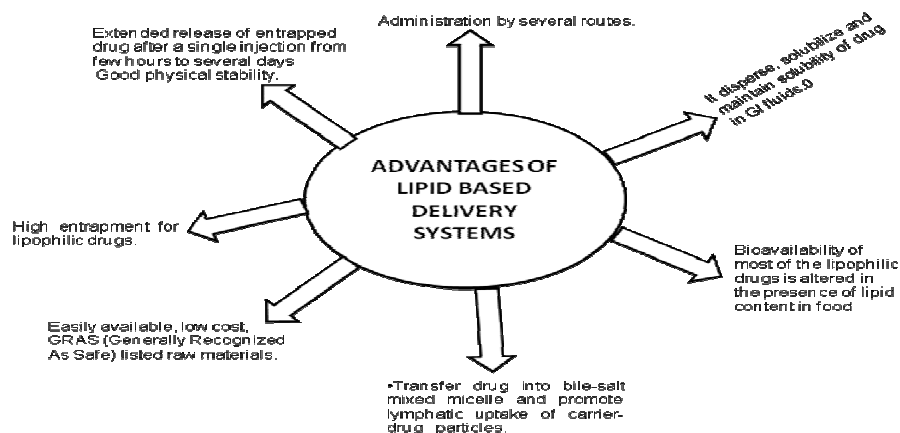 Administration by several routes.
Extended release of entrapped
drug after a single injection from
few hours to several days
Good physical stability.
It disperse, solubilize and
maintain solubility of drug
in GI fluids.0
ADVANTAGES OF
LIPID BASED
DELIVERY
SYSTEMS
High entrapment for
lipophilic drugs.
Bioavailability of
most of the lipophilic
drugs is altered in
the presence of lipid
content in food
Easily available, low cost,
GRAS (Generally Recognized
As Safe) listed raw materials.
•Transfer drug into bile-salt
mixed micelle and promote
lymphatic uptake of carrier-
drug particles.